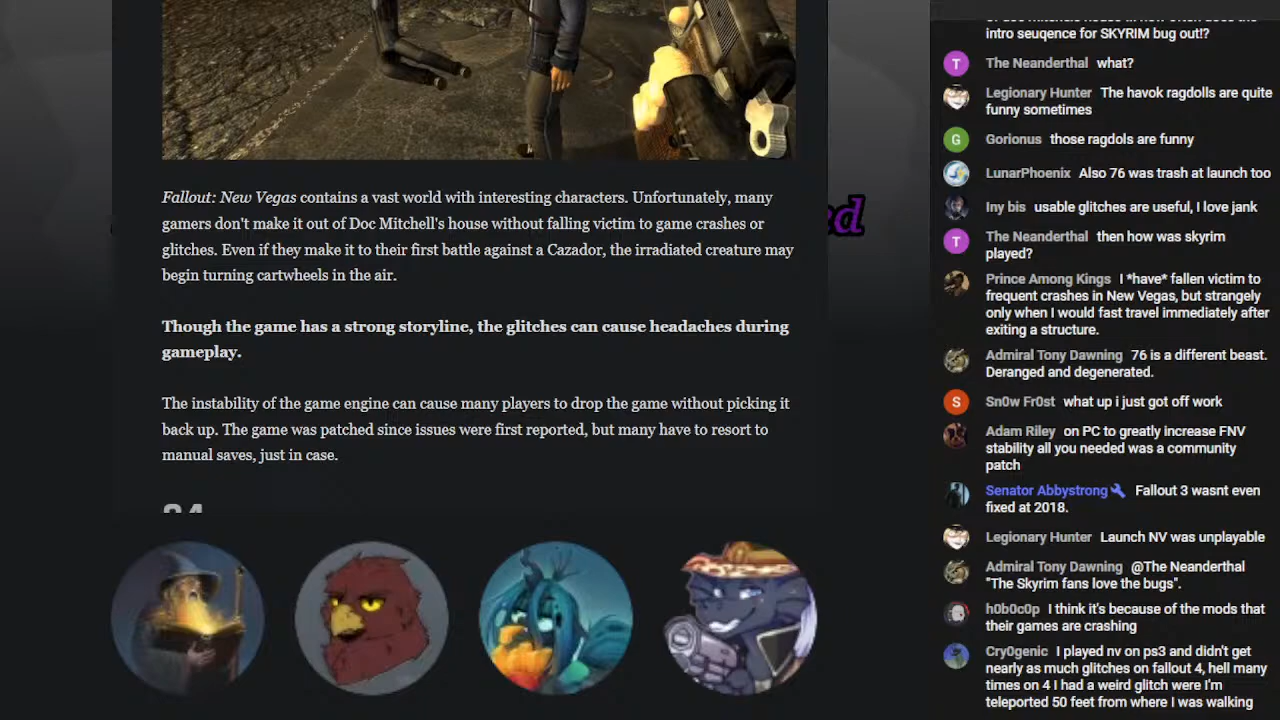 Fallout: New Vegas contains a vast world with interesting characters. Unfortunately, many
gamers don't make it out of Doc Mitchell's house without falling victim to game crashes or
glitches. Even if they make it to their first battle against a Cazador, the irradiated creature may
begin turning cartwheels in the air.
Though the game has a strong storyline, the glitches can cause headaches during
gameplay.
The instability of the game engine can cause many players to drop the game without picking it
back up. The game was patched since issues were first reported, but many have to resort to
manual saves, just in case.
ed
intro seuqence for SKYRIM bug out!?
T The Neanderthal what?
Legionary Hunter The havok ragdolls are quite
funny sometimes
G Gorionus those ragdols are funny
LunarPhoenix Also 76 was trash at launch too
Iny bis usable glitches are useful, I love jank
T The Neanderthal then how was skyrim
played?
Prince Among Kings I *have* fallen victim to
frequent crashes in New Vegas, but strangely
only when I would fast travel immediately after
exiting a structure.
Admiral Tony Dawning 76 is a different beast.
Deranged and degenerated.
S Sn0w Fr0st what up i just got off work
Adam Riley on PC to greatly increase FNV
stability all you needed was a community
patch
Senator Abbystrong Fallout 3 wasnt even
fixed at 2018.
Legionary Hunter Launch NV was unplayable
Admiral Tony Dawning @The Neanderthal
"The Skyrim fans love the bugs".
h0b0c0p I think it's because of the mods that
their games are crashing
Cry0genic I played nv on ps3 and didn't get
nearly as much glitches on fallout 4, hell many
times on 4 I had a weird glitch were I'm
teleported 50 feet from where I was walking